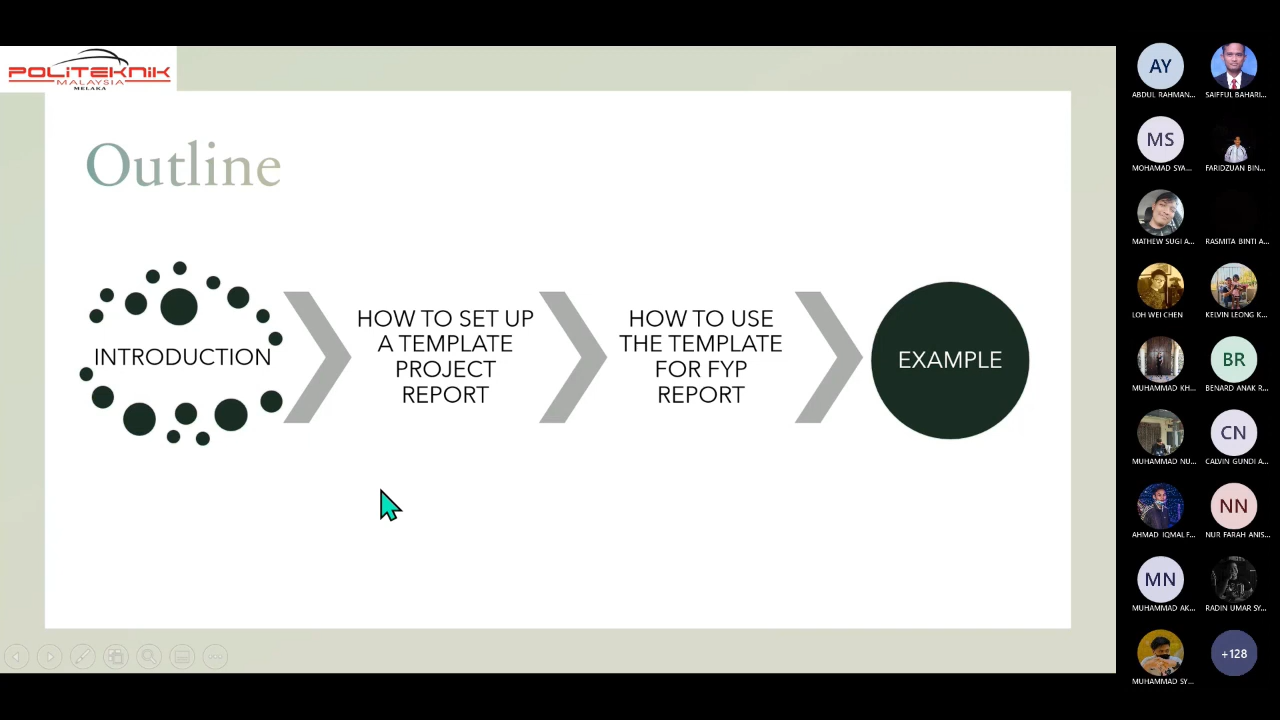 POLITEKNIK
MALAYSIA
MELAKA
Outline
INTRODUCTION
HOW TO SET UP
A TEMPLATE
PROJECT
REPORT
HOW TO USE
THE TEMPLATE
FOR FYP
REPORT
EXAMPLE
AY
ABDUL RAHMAN...
SAIFFUL BAHARI...
MS
MOHAMAD SYA...
FARIDZUAN BIN...
MATHEW SUGI A...
RASMITA BINTI A...
LOH WEI CHEN
KELVIN LEONG K...
MUHAMMAD KH...
BR
BENARD ANAK R...
MUHAMMAD NU...
CN
CALVIN GUNDI A...
AHMAD IQMAL F...
NN
NUR FARAH ANIS...
MN
MUHAMMAD AK...
RADIN UMAR SY...
MUHAMMAD SY...
+128